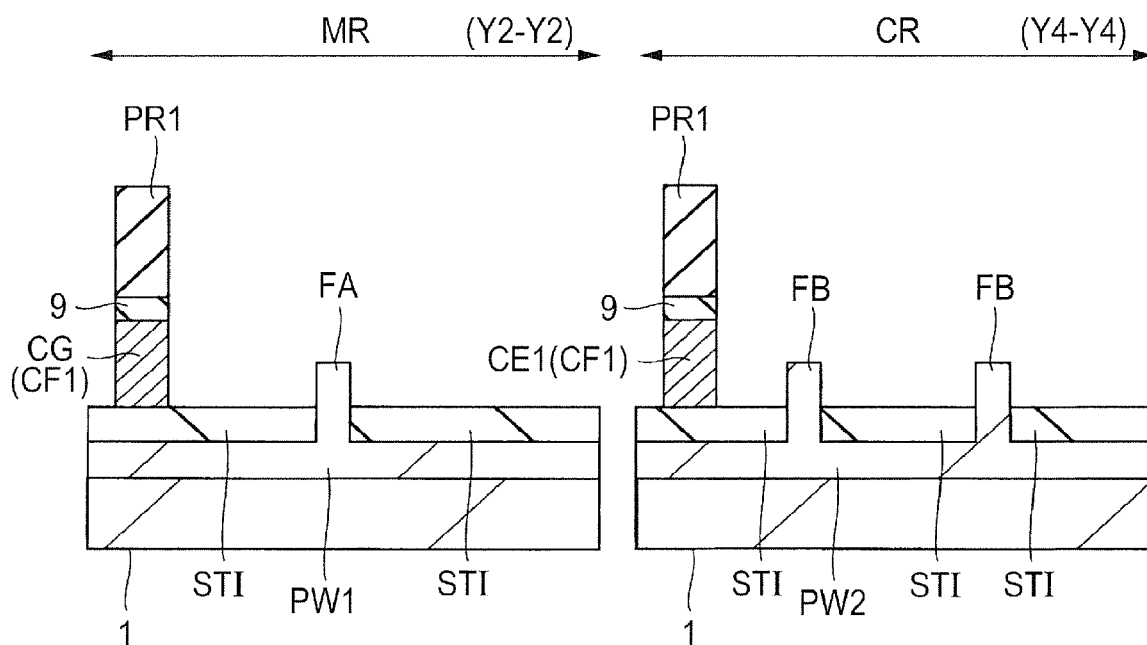 MR (Y2-Y2)
CR (Y4-Y4)
PR1
PR1
FA
FB
FB
9
9
CG
(CF1)
CE1(CF1)
STI
PW1
STI
STI
PW2
STI
STI
1
1